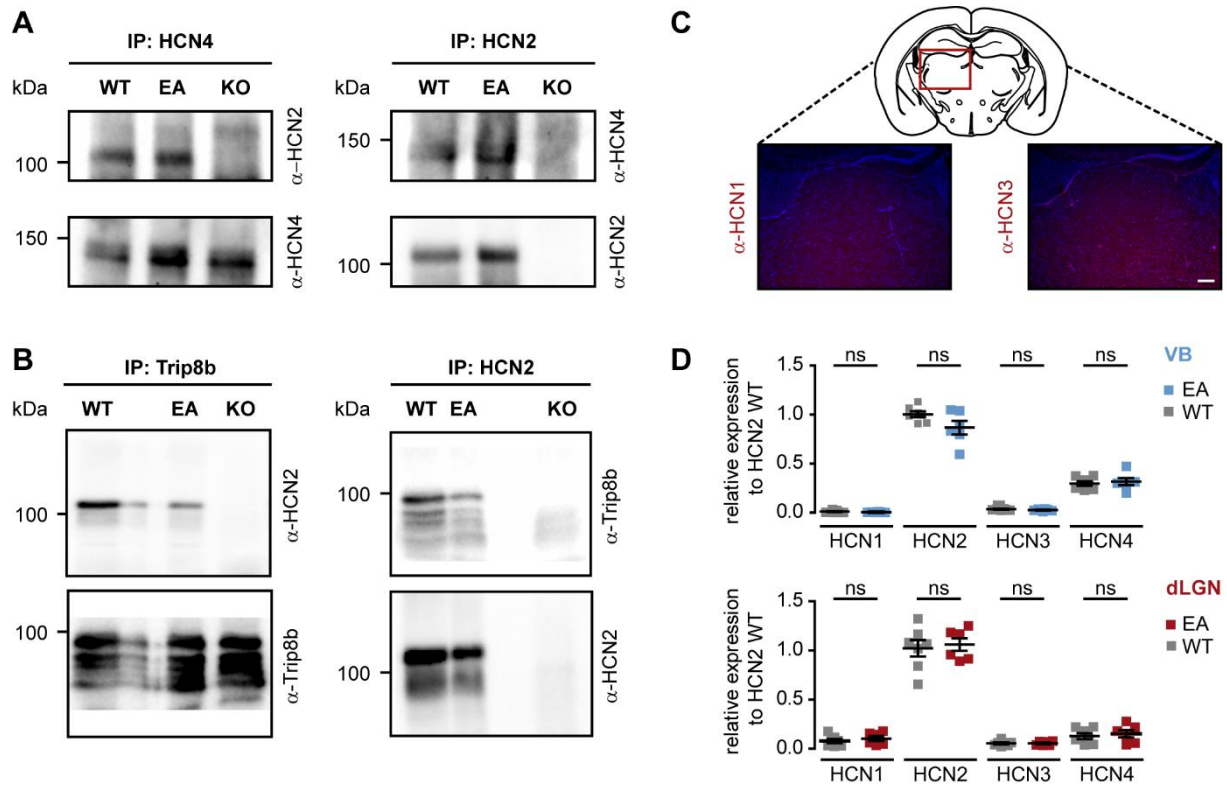 A
IP: HCN4
kDa
WT EA KO
100
α–HCN2
150
α-HCN4
IP: HCN2
kDa
WT EA KO
150
α-HCN4
100
α-HCN2
B
IP: Trip8b
kDa
WT EA KO
100
α-HCN2
100
α-Trip8b
IP: HCN2
kDa
WT EA KO
100
α-Trip8b
100
α-HCN2
C
α-HCN1
α-HCN3
D
relative expression
to HCN2 WT
1.5
1.0
0.5
0.0
ns ns ns ns
HCN1 HCN2 HCN3 HCN4
VB
EA
WT
relative expression
to HCN2 WT
1.5
1.0
0.5
0.0
ns ns ns ns
HCN1 HCN2 HCN3 HCN4
dLGN
EA
WT